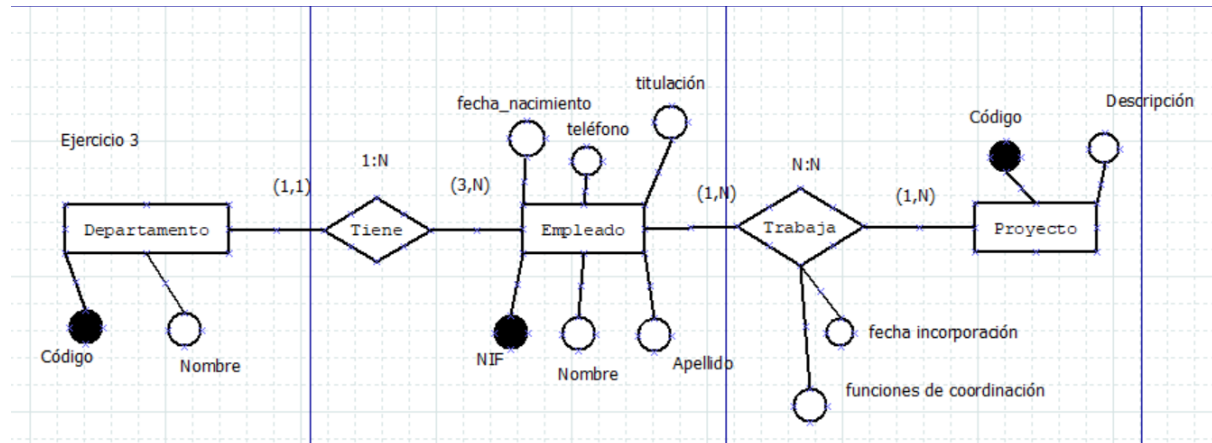 Ejercicio 3
Departamento
Código
Nombre
(1,1)
1:N
Tiene
(3,N)
fecha_nacimiento
teléfono
titulación
Empleado
NIF
Nombre
Apellido
(1,N)
N:N
Trabaja
fecha incorporación
funciones de coordinación
(1,N)
Código
Descripción
Proyecto